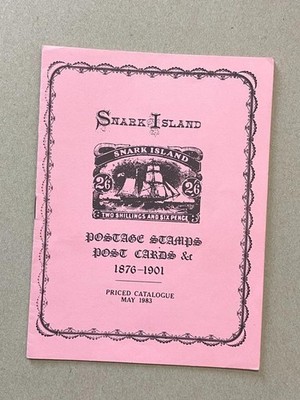 SNARK ISLAND
SNARK ISLAND
2/6 2/6
TWO SHILLINGS AND SIX PENCE
POSTAGE STAMPS
POST CARDS &c
1876-1901
PRICED CATALOGUE
MAY 1983